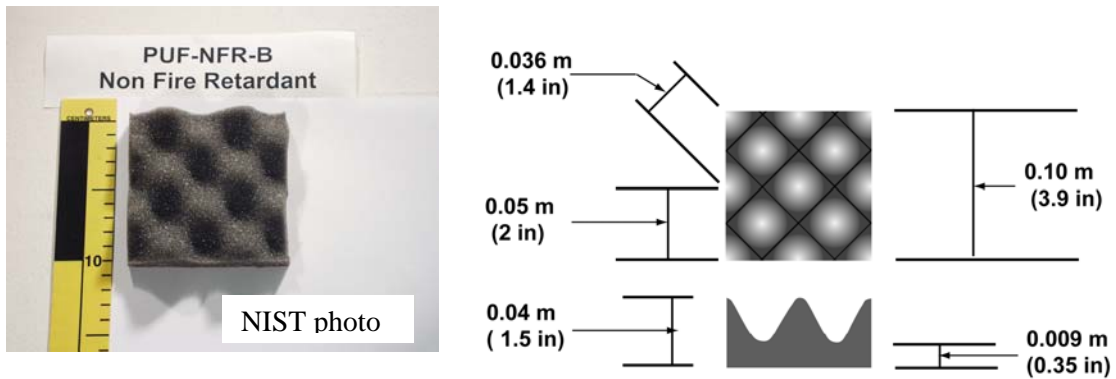 PUF-NFR-B
Non Fire Retardant
CENTIMETERS
10
NIST photo
0.036 m
(1.4 in)
0.05 m
(2 in)
0.10 m
(3.9 in)
0.04 m
( 1.5 in)
0.009 m
(0.35 in)